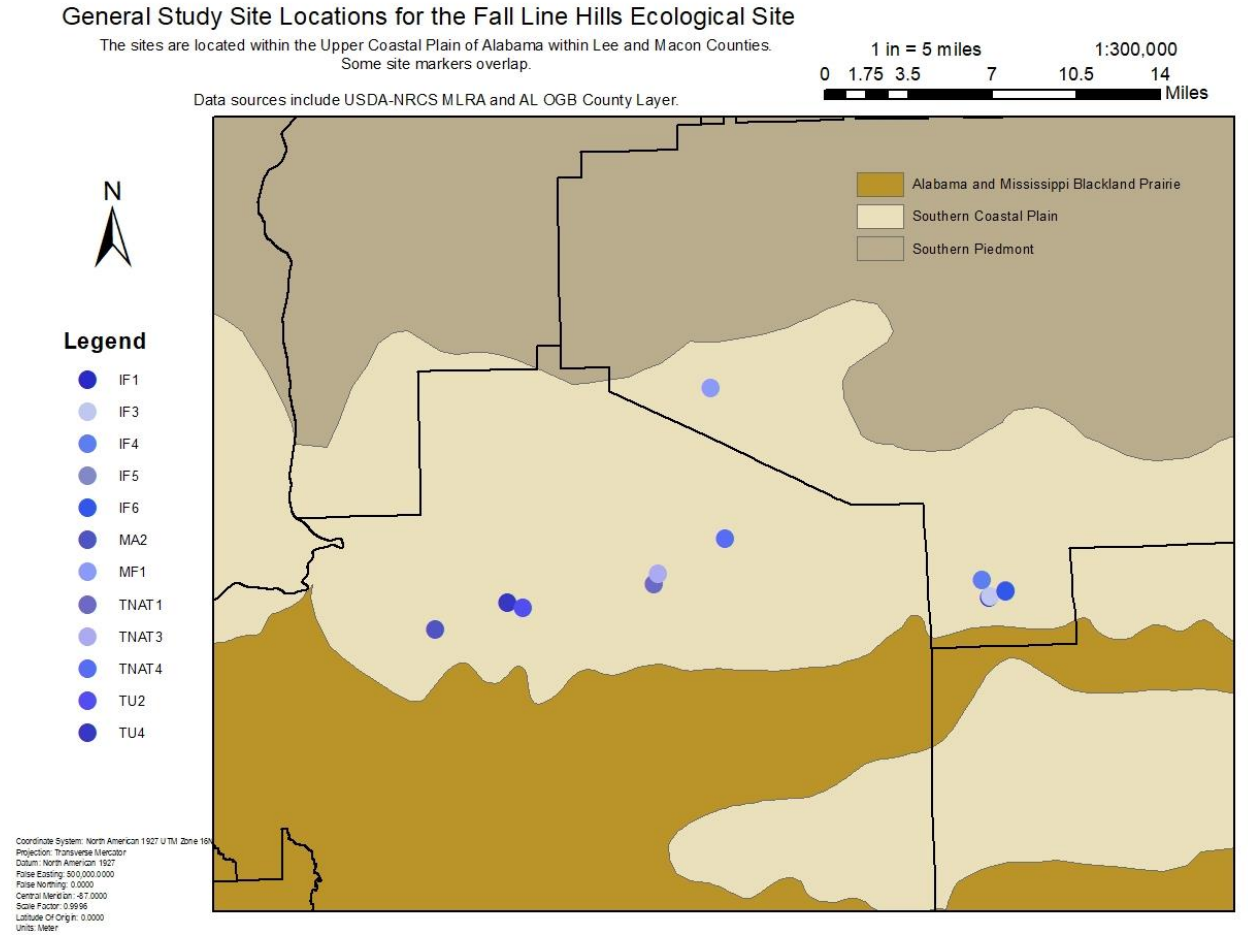 General Study Site Locations for the Fall Line Hills Ecological Site
The sites are located within the Upper Coastal Plain of Alabama within Lee and Macon Counties.
Some site markers overlap.
Data sources include USDA-NRCS MLRA and AL OGB County Layer.
1 in = 5 miles 1:300,000
0 1.75 3.5 7 10.5 14
Miles
N
Alabama and Mississippi Blackland Prairie
Southern Coastal Plain
Southern Piedmont
Legend
IF1
IF3
IF4
IF5
IF6
MA2
MF1
TNAT1
TNAT3
TNAT4
TU2
TU4
Coordinate System: North American 1927 UTM Zone 16N
Projection: Transverse Mercator
Datum: North American 1927
False Easting: 500,000.0000
False Northing: 0.0000
Central Meridian: -87.0000
Scale Factor: 0.9996
Latitude Of Origin: 0.0000
Units: Meter